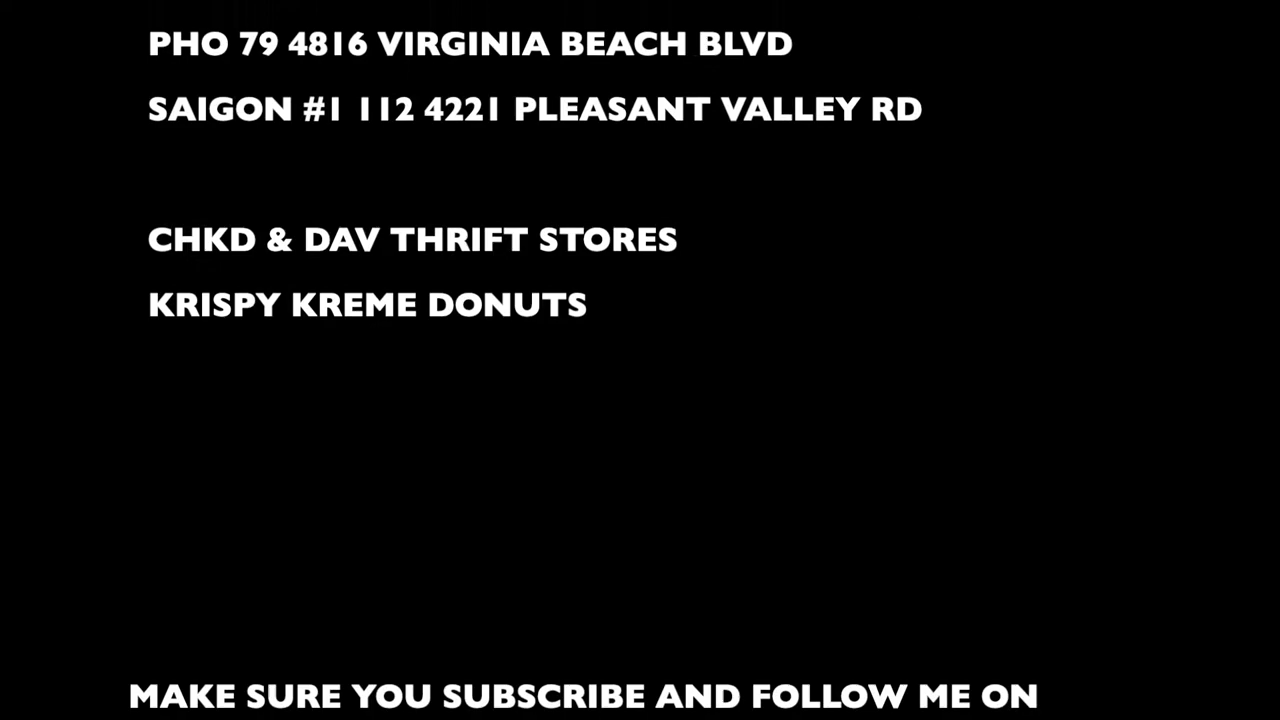 PHO 79 4816 VIRGINIA BEACH BLVD
SAIGON #1 112 4221 PLEASANT VALLEY RD
CHKD & DAV THRIFT STORES
KRISPY KREME DONUTS
MAKE SURE YOU SUBSCRIBE AND FOLLOW ME ON